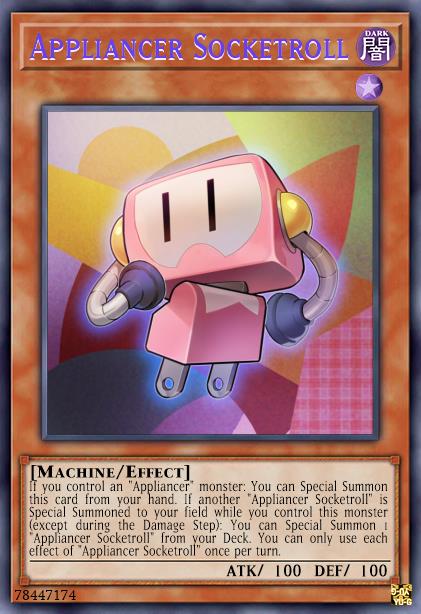 Appliancer Socketroll
DARK
闇
[Machine/Effect]
If you control an "Appliancer" monster: You can Special Summon
this card from your hand. If another "Appliancer Socketroll" is
Special Summoned to your field while you control this monster
(except during the Damage Step): You can Special Summon 1
"Appliancer Socketroll" from your Deck. You can only use each
effect of "Appliancer Socketroll" once per turn.
ATK/ 100 DEF/ 100
78447174